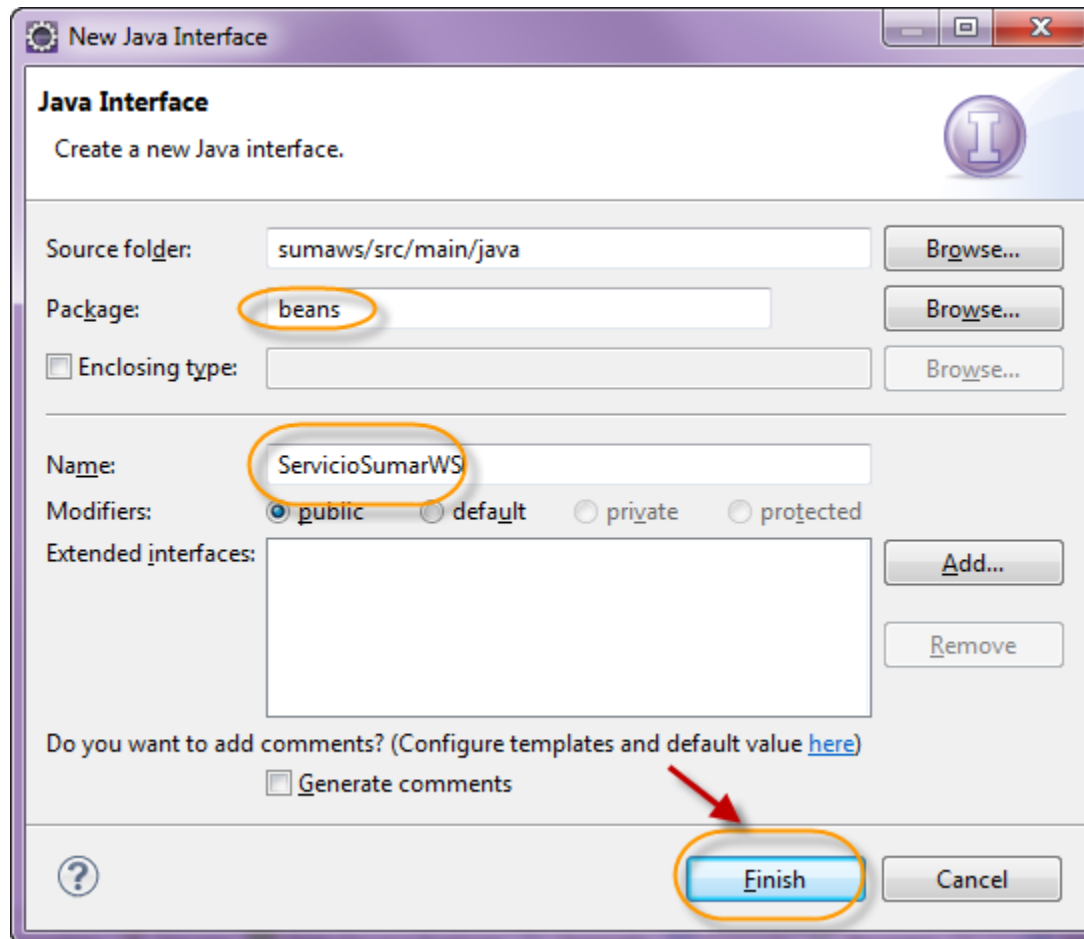 New Java Interface
Java Interface
Create a new Java interface.
Source folder: sumaws/src/main/java Browse...
Package: beans Browse...
Enclosing type: Browse...
Name: ServicioSumarWS
Modifiers: public default private protected
Extended interfaces: Add...
Remove
Do you want to add comments? (Configure templates and default value here)
Generate comments
? Finish Cancel